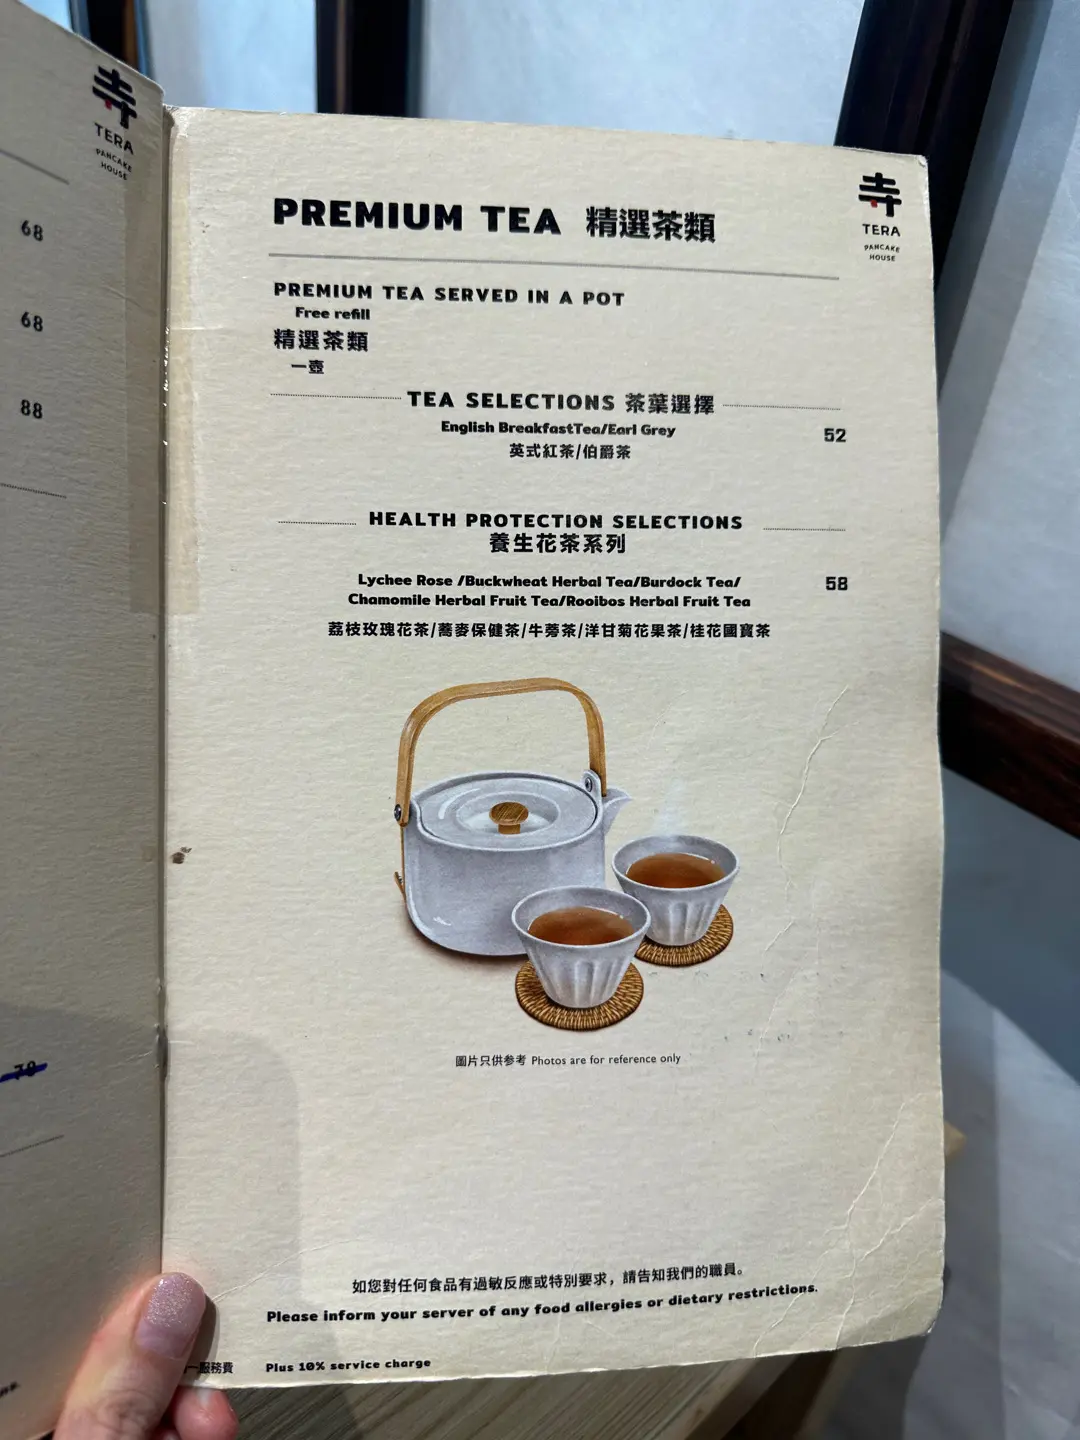 寺
TERA
PANCAKE
HOUSE
68
68
88
78
寺
TERA
PANCAKE
HOUSE
PREMIUM TEA 精選茶類
PREMIUM TEA SERVED IN A POT
Free refill
精選茶類
一壺
TEA SELECTIONS 茶葉選擇
English BreakfastTea/Earl Grey
52
英式紅茶/伯爵茶
HEALTH PROTECTION SELECTIONS
養生花茶系列
Lychee Rose /Buckwheat Herbal Tea/Burdock Tea/
58
Chamomile Herbal Fruit Tea/Rooibos Herbal Fruit Tea
荔枝玫瑰花茶/蕎麥保健茶/牛蒡茶/洋甘菊花果茶/桂花國寶茶
圖片只供參考 Photos are for reference only
如您對任何食品有過敏反應或特別要求，請告知我們的職員。
Please inform your server of any food allergies or dietary restrictions.
一服務費 Plus 10% service charge